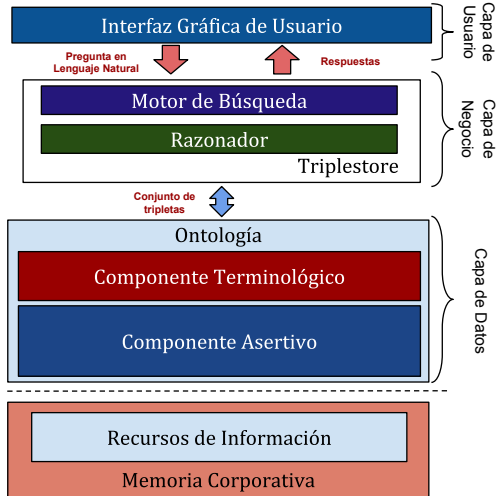 Interfaz Gráfica de Usuario
Capa de
Usuario
Pregunta en
Lenguaje Natural
Respuestas
Motor de Búsqueda
Razonador
Triplestore
Capa de
Negocio
Conjunto de
tripletas
Ontología
Componente Terminológico
Componente Asertivo
Capa de Datos
Recursos de Información
Memoria Corporativa